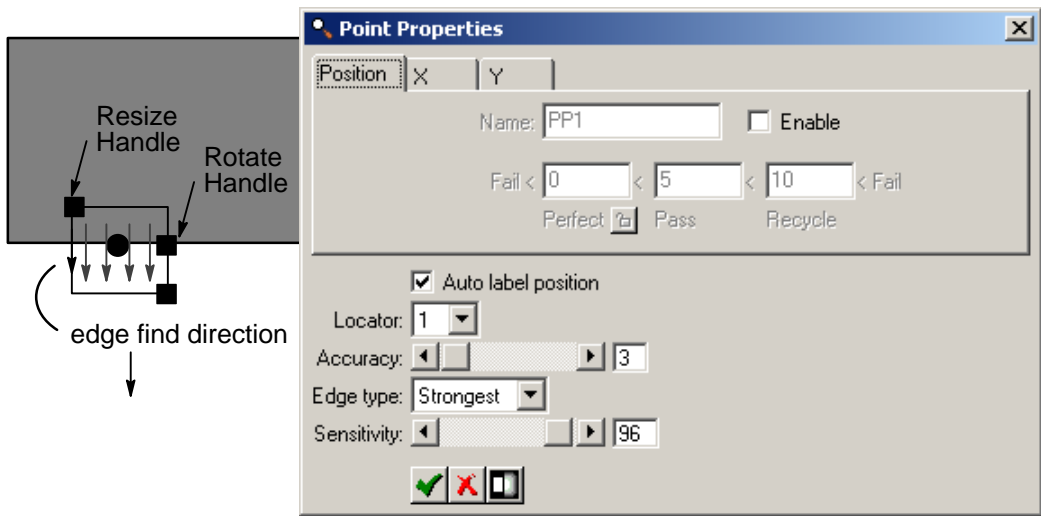 Resize
Handle
Rotate
Handle
edge find direction
Point Properties
Position X Y
Name: PP1 Enable
Fail < 0 < 5 < 10 < Fail
Perfect Pass Recycle
Auto label position
Locator: 1
Accuracy: 3
Edge type: Strongest
Sensitivity: 96